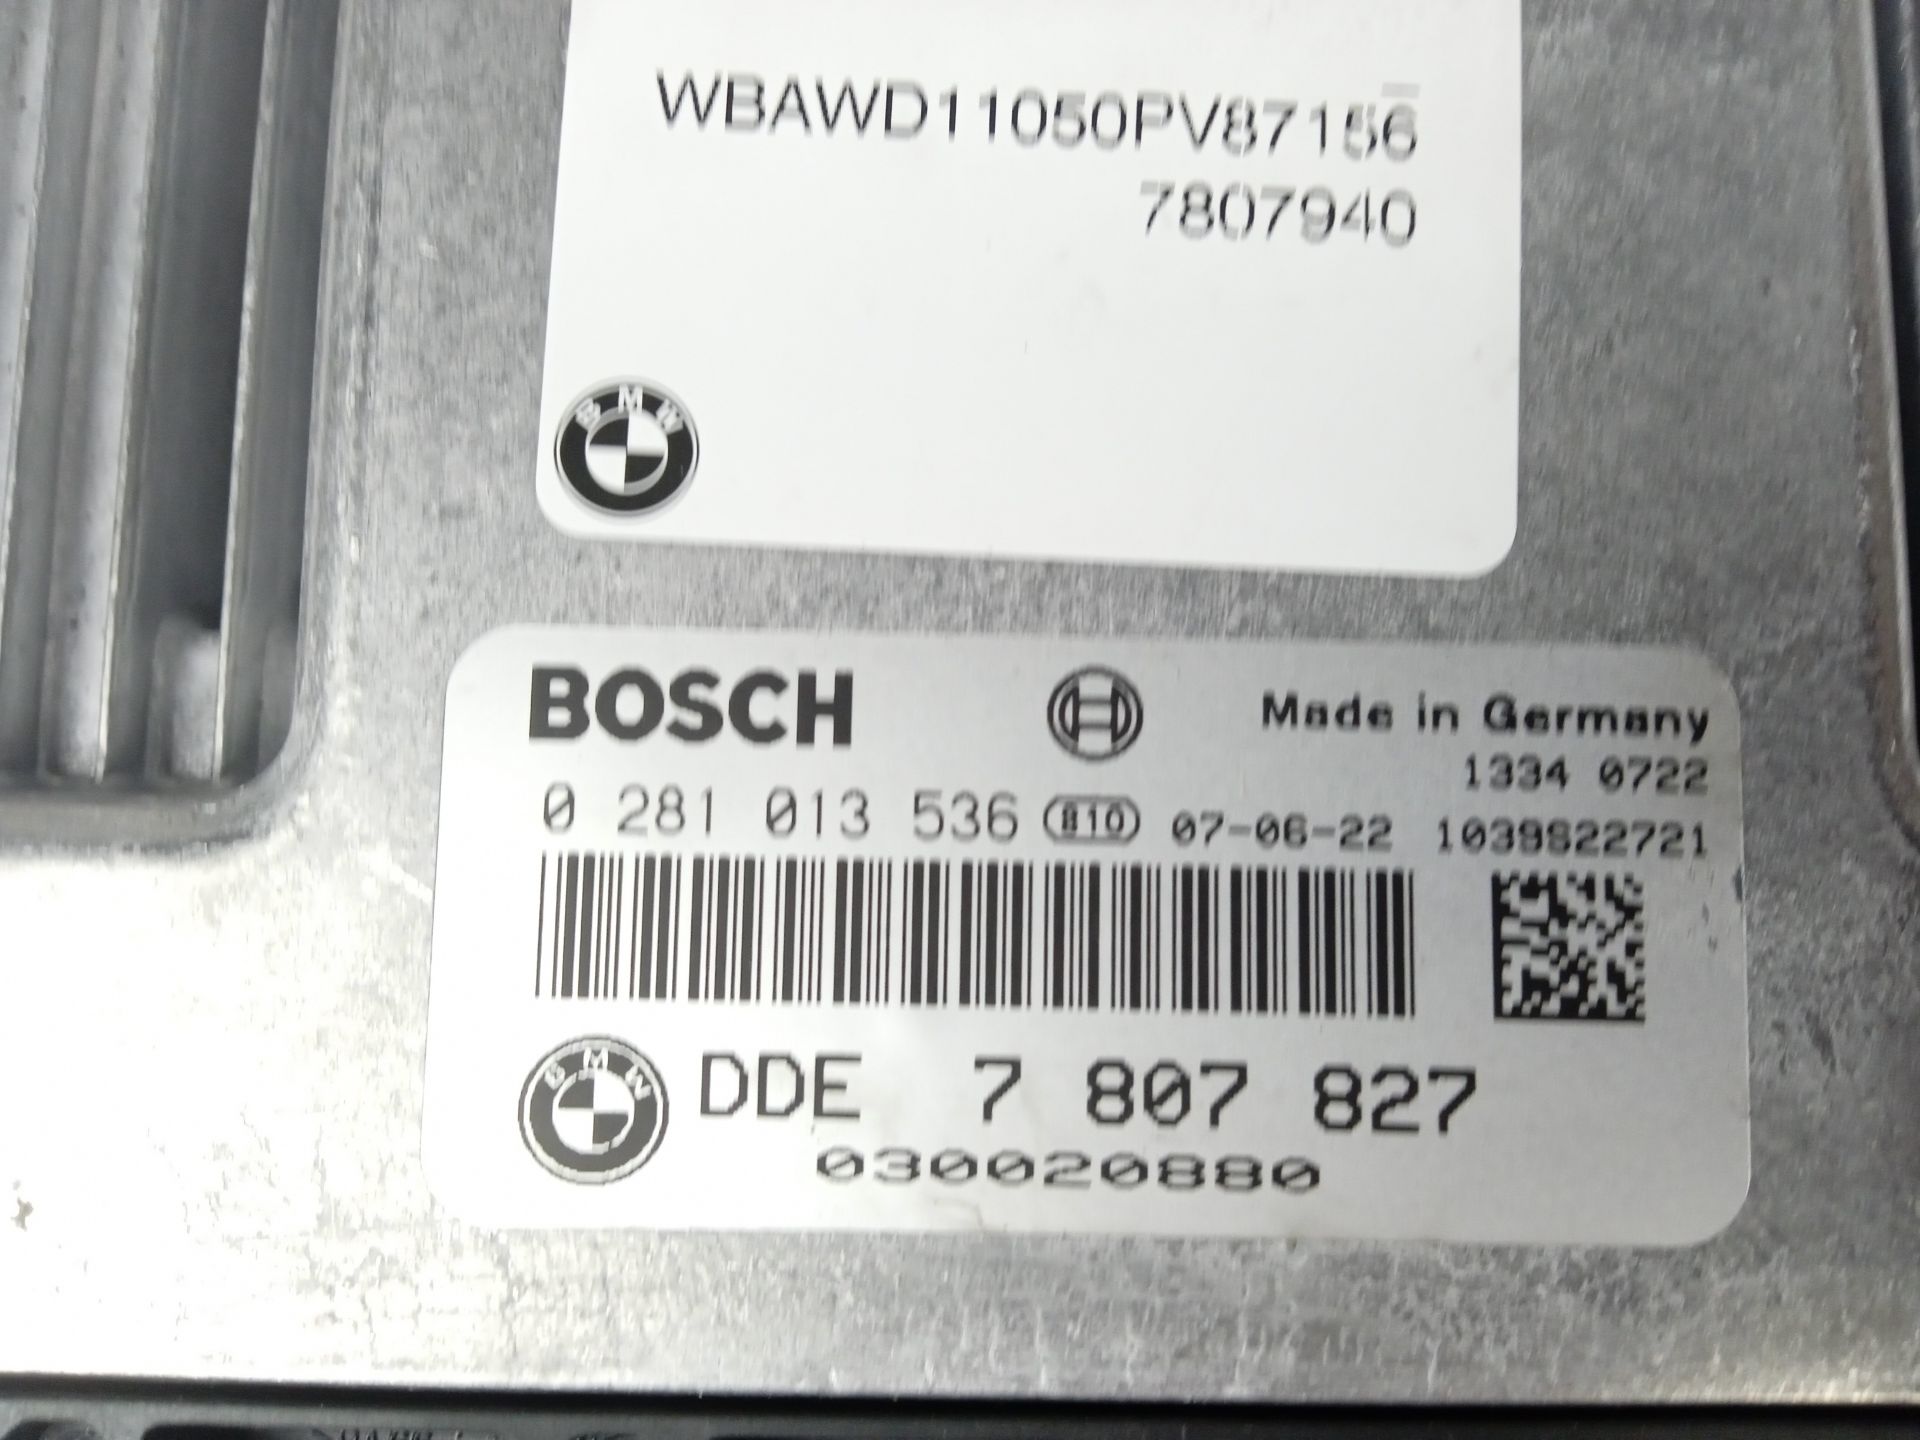 WBAWD11050PV87156
7807940
BMW
BOSCH
Made in Germany
1334 0722
0 281 013 536 B10 07-06-22 1039S22721
BMW DDE 7 807 827
030020880